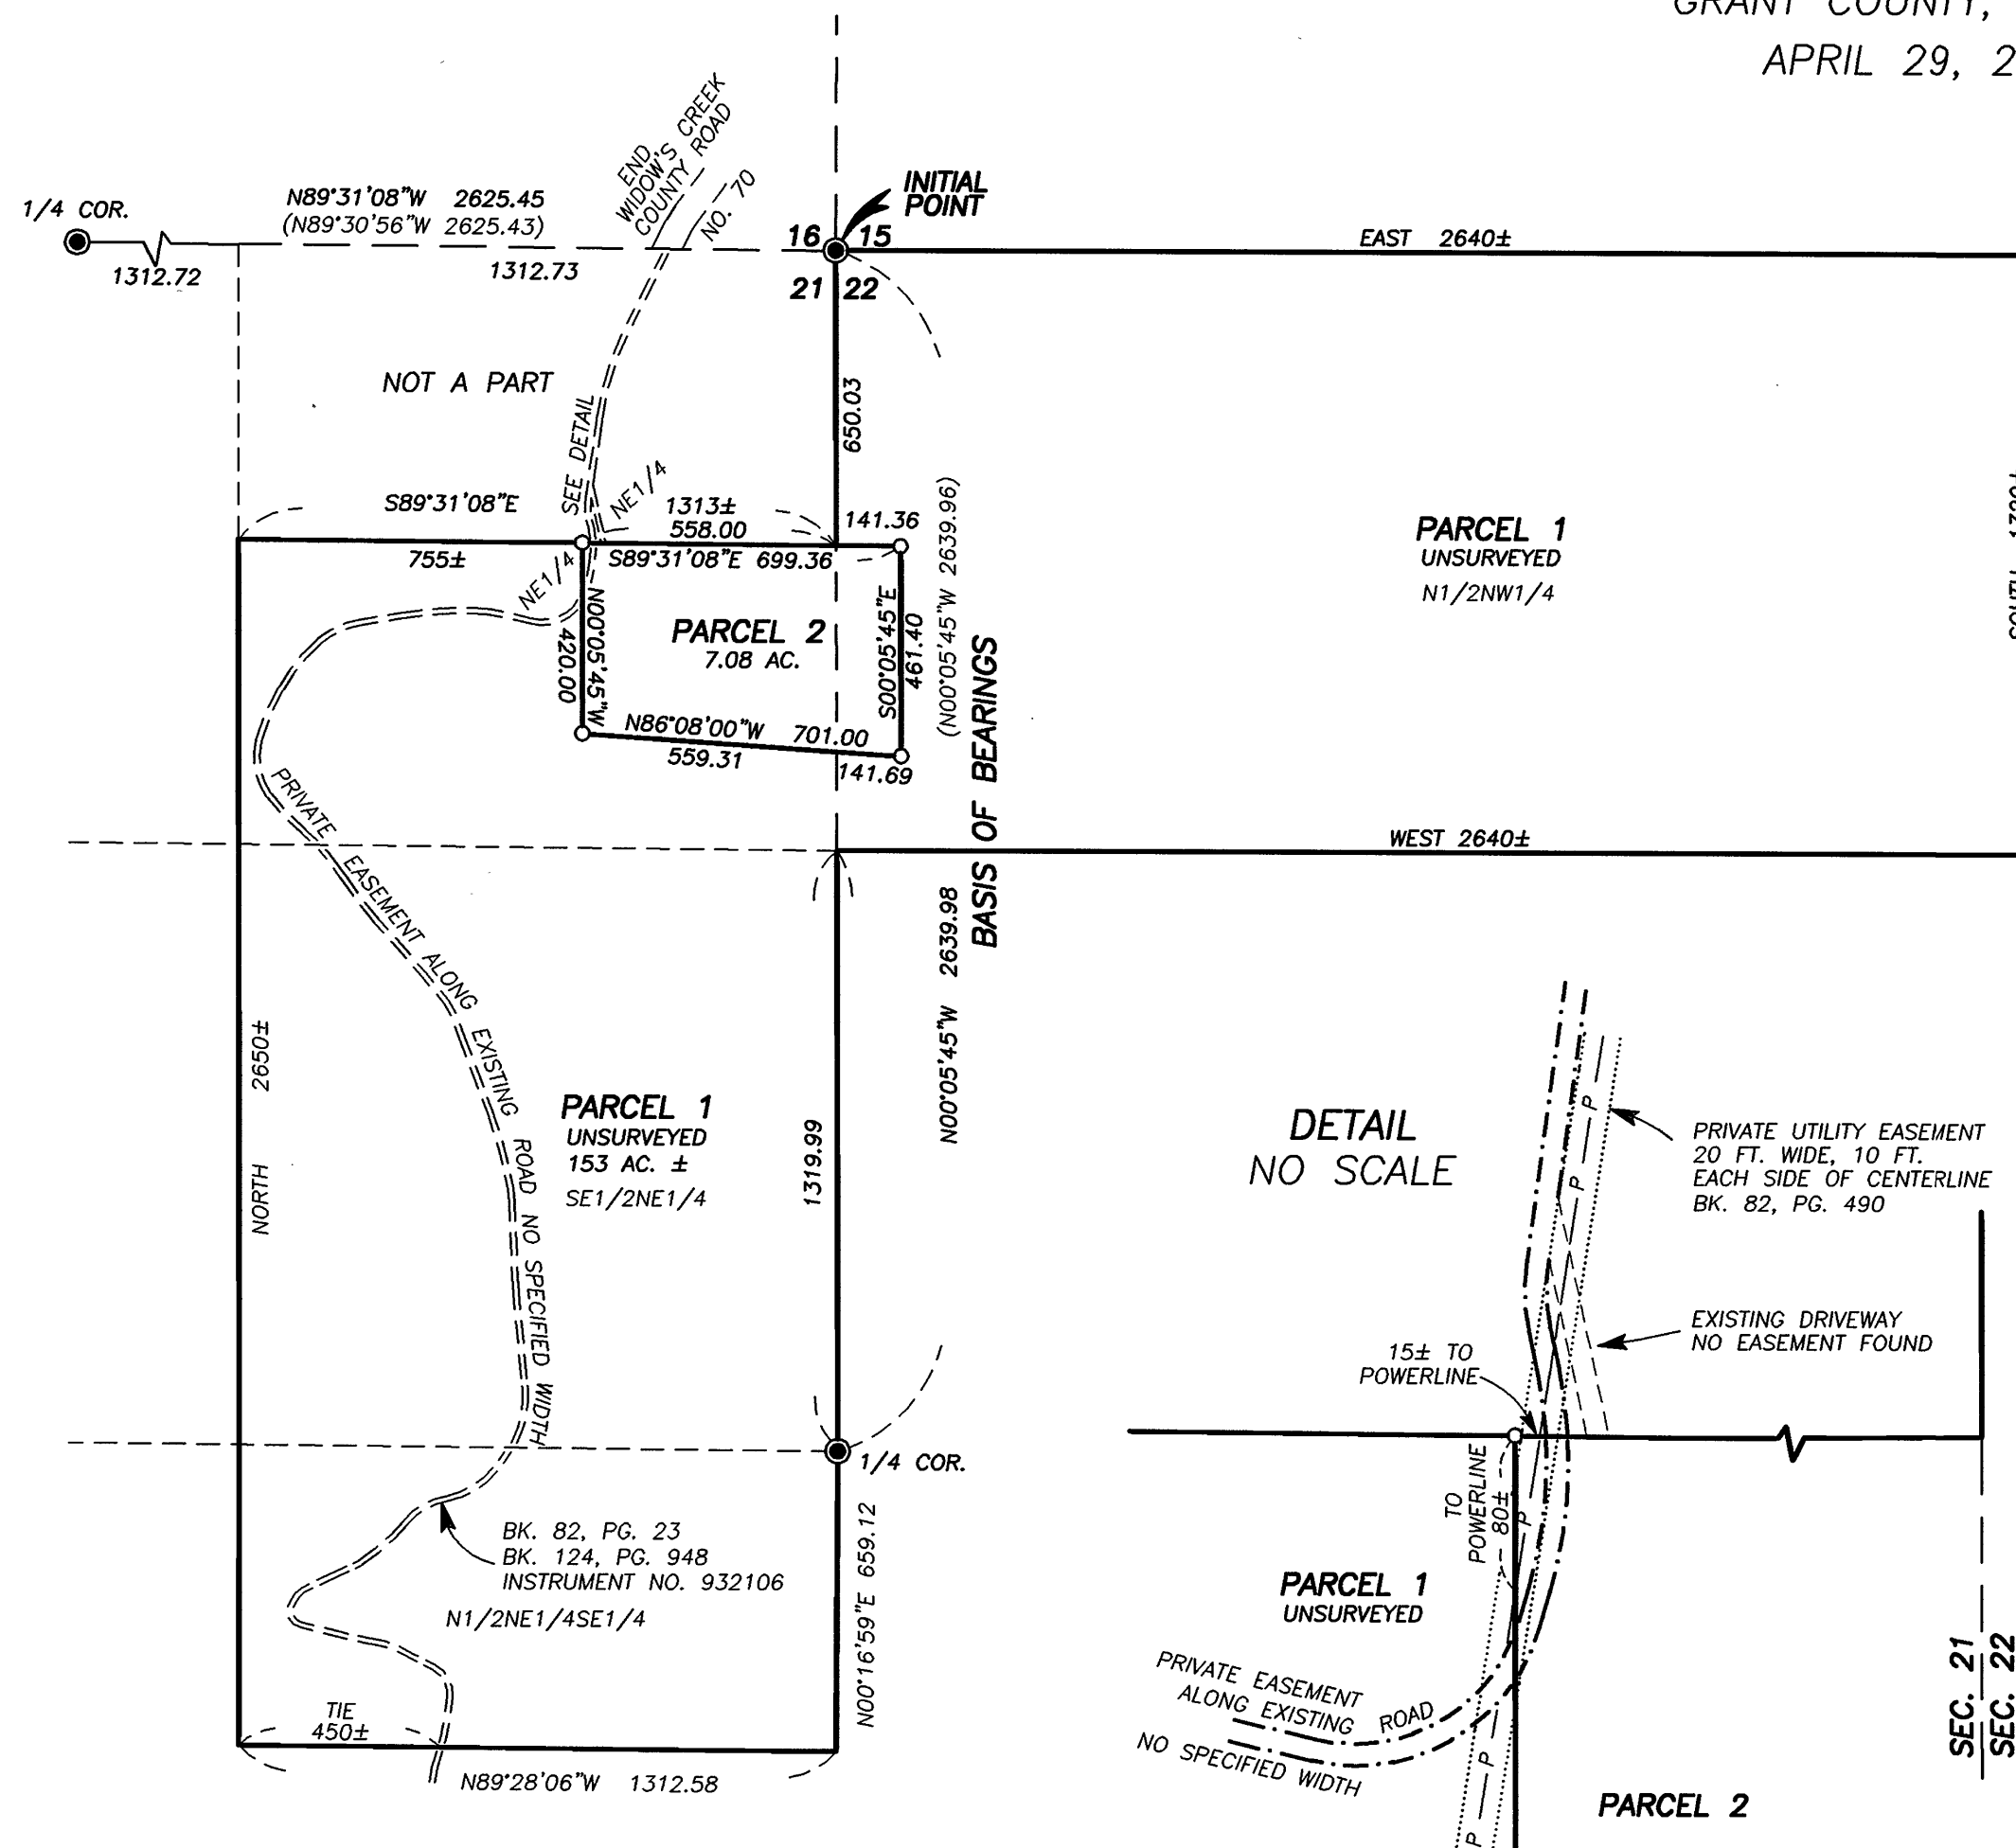 GRANT COUNTY,
APRIL 29, 2
END
WIDOW'S CREEK
COUNTY ROAD
NO. 70
1/4 COR.
N89°31'08"W 2625.45
(N89°30'56"W 2625.43)
1312.72
1312.73
INITIAL
POINT
16 15
21 22
EAST 2640±
NOT A PART
SEE DETAIL
650.03
S89°31'08"E
NE1/4
1313±
558.00
141.36
755±
NE1/4
S89°31'08"E 699.36
(N00°05'45"W 2639.96)
PARCEL 1
UNSURVEYED
N1/2NW1/4
N00°05'45"W
420.00
PARCEL 2
7.08 AC.
S00°05'45"E
461.40
N86°08'00"W 701.00
559.31
141.69
BASIS OF BEARINGS
WEST 2640±
PRIVATE EASEMENT ALONG EXISTING ROAD NO SPECIFIED WIDTH
N00°05'45"W 2639.98
NORTH 2650±
PARCEL 1
UNSURVEYED
153 AC. ±
SE1/2NE1/4
1319.99
DETAIL
NO SCALE
PRIVATE UTILITY EASEMENT
20 FT. WIDE, 10 FT.
EACH SIDE OF CENTERLINE
BK. 82, PG. 490
P
P
EXISTING DRIVEWAY
NO EASEMENT FOUND
15± TO
POWERLINE
1/4 COR.
TO
POWERLINE
80±
P
BK. 82, PG. 23
BK. 124, PG. 948
INSTRUMENT NO. 932106
N1/2NE1/4SE1/4
N00°16'59"E 659.12
PARCEL 1
UNSURVEYED
PRIVATE EASEMENT
ALONG EXISTING ROAD
NO SPECIFIED WIDTH
P
P
SEC. 21
SEC. 22
TIE
450±
N89°28'06"W 1312.58
PARCEL 2